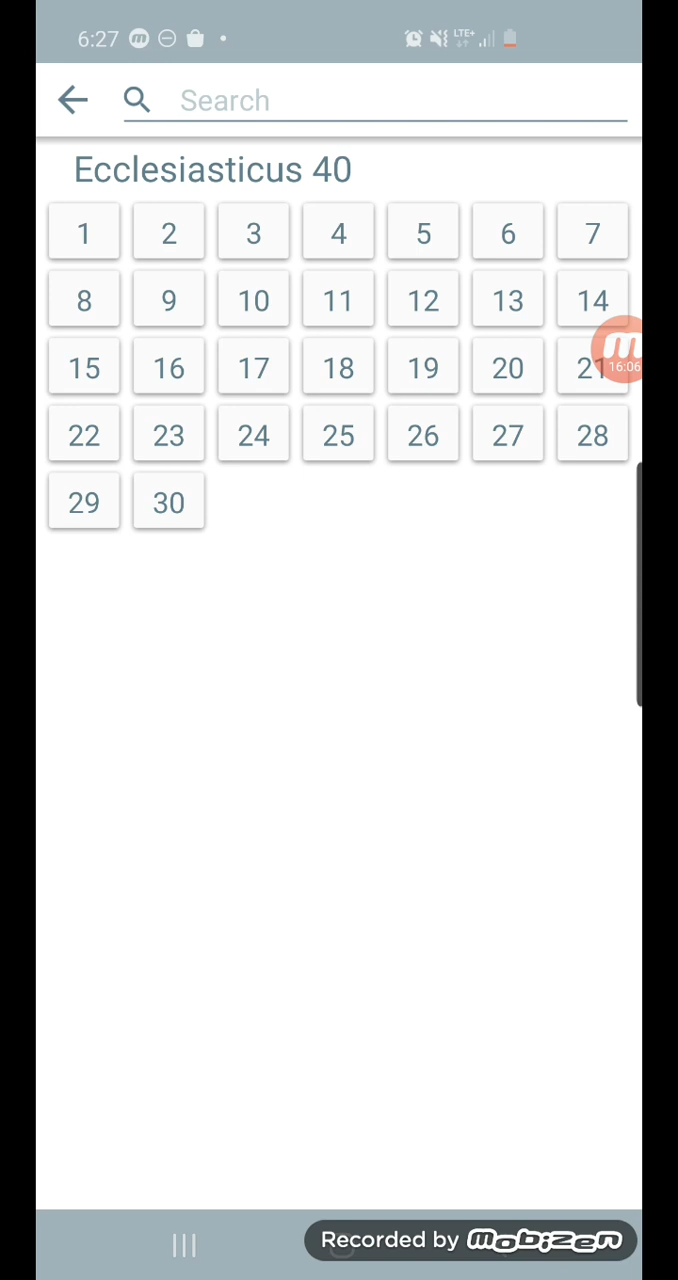 6:27 LTE+
Search
Ecclesiasticus 40
1 2 3 4 5 6 7
8 9 10 11 12 13 14
15 16 17 18 19 20 21
16:06
22 23 24 25 26 27 28
29 30
Recorded by mobizen